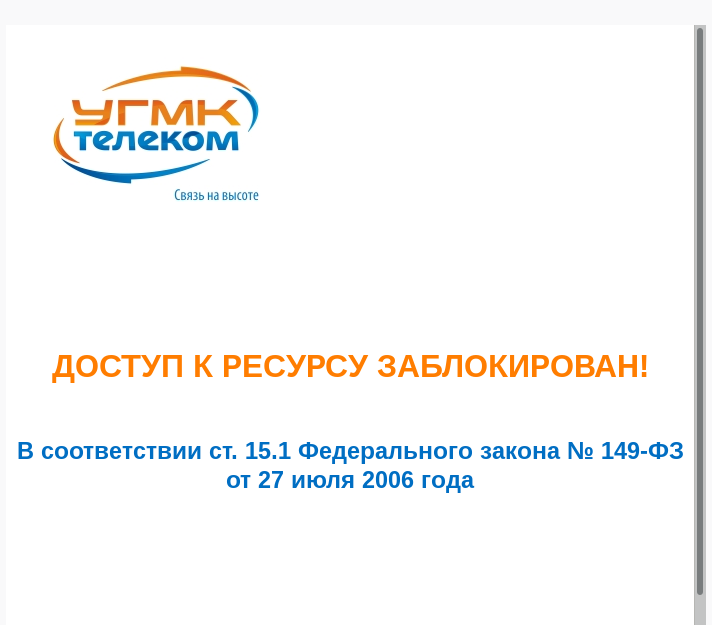 УГМК
телеком
Связь на высоте
ДОСТУП К РЕСУРСУ ЗАБЛОКИРОВАН!
В соответствии ст. 15.1 Федерального закона № 149-ФЗ
от 27 июля 2006 года